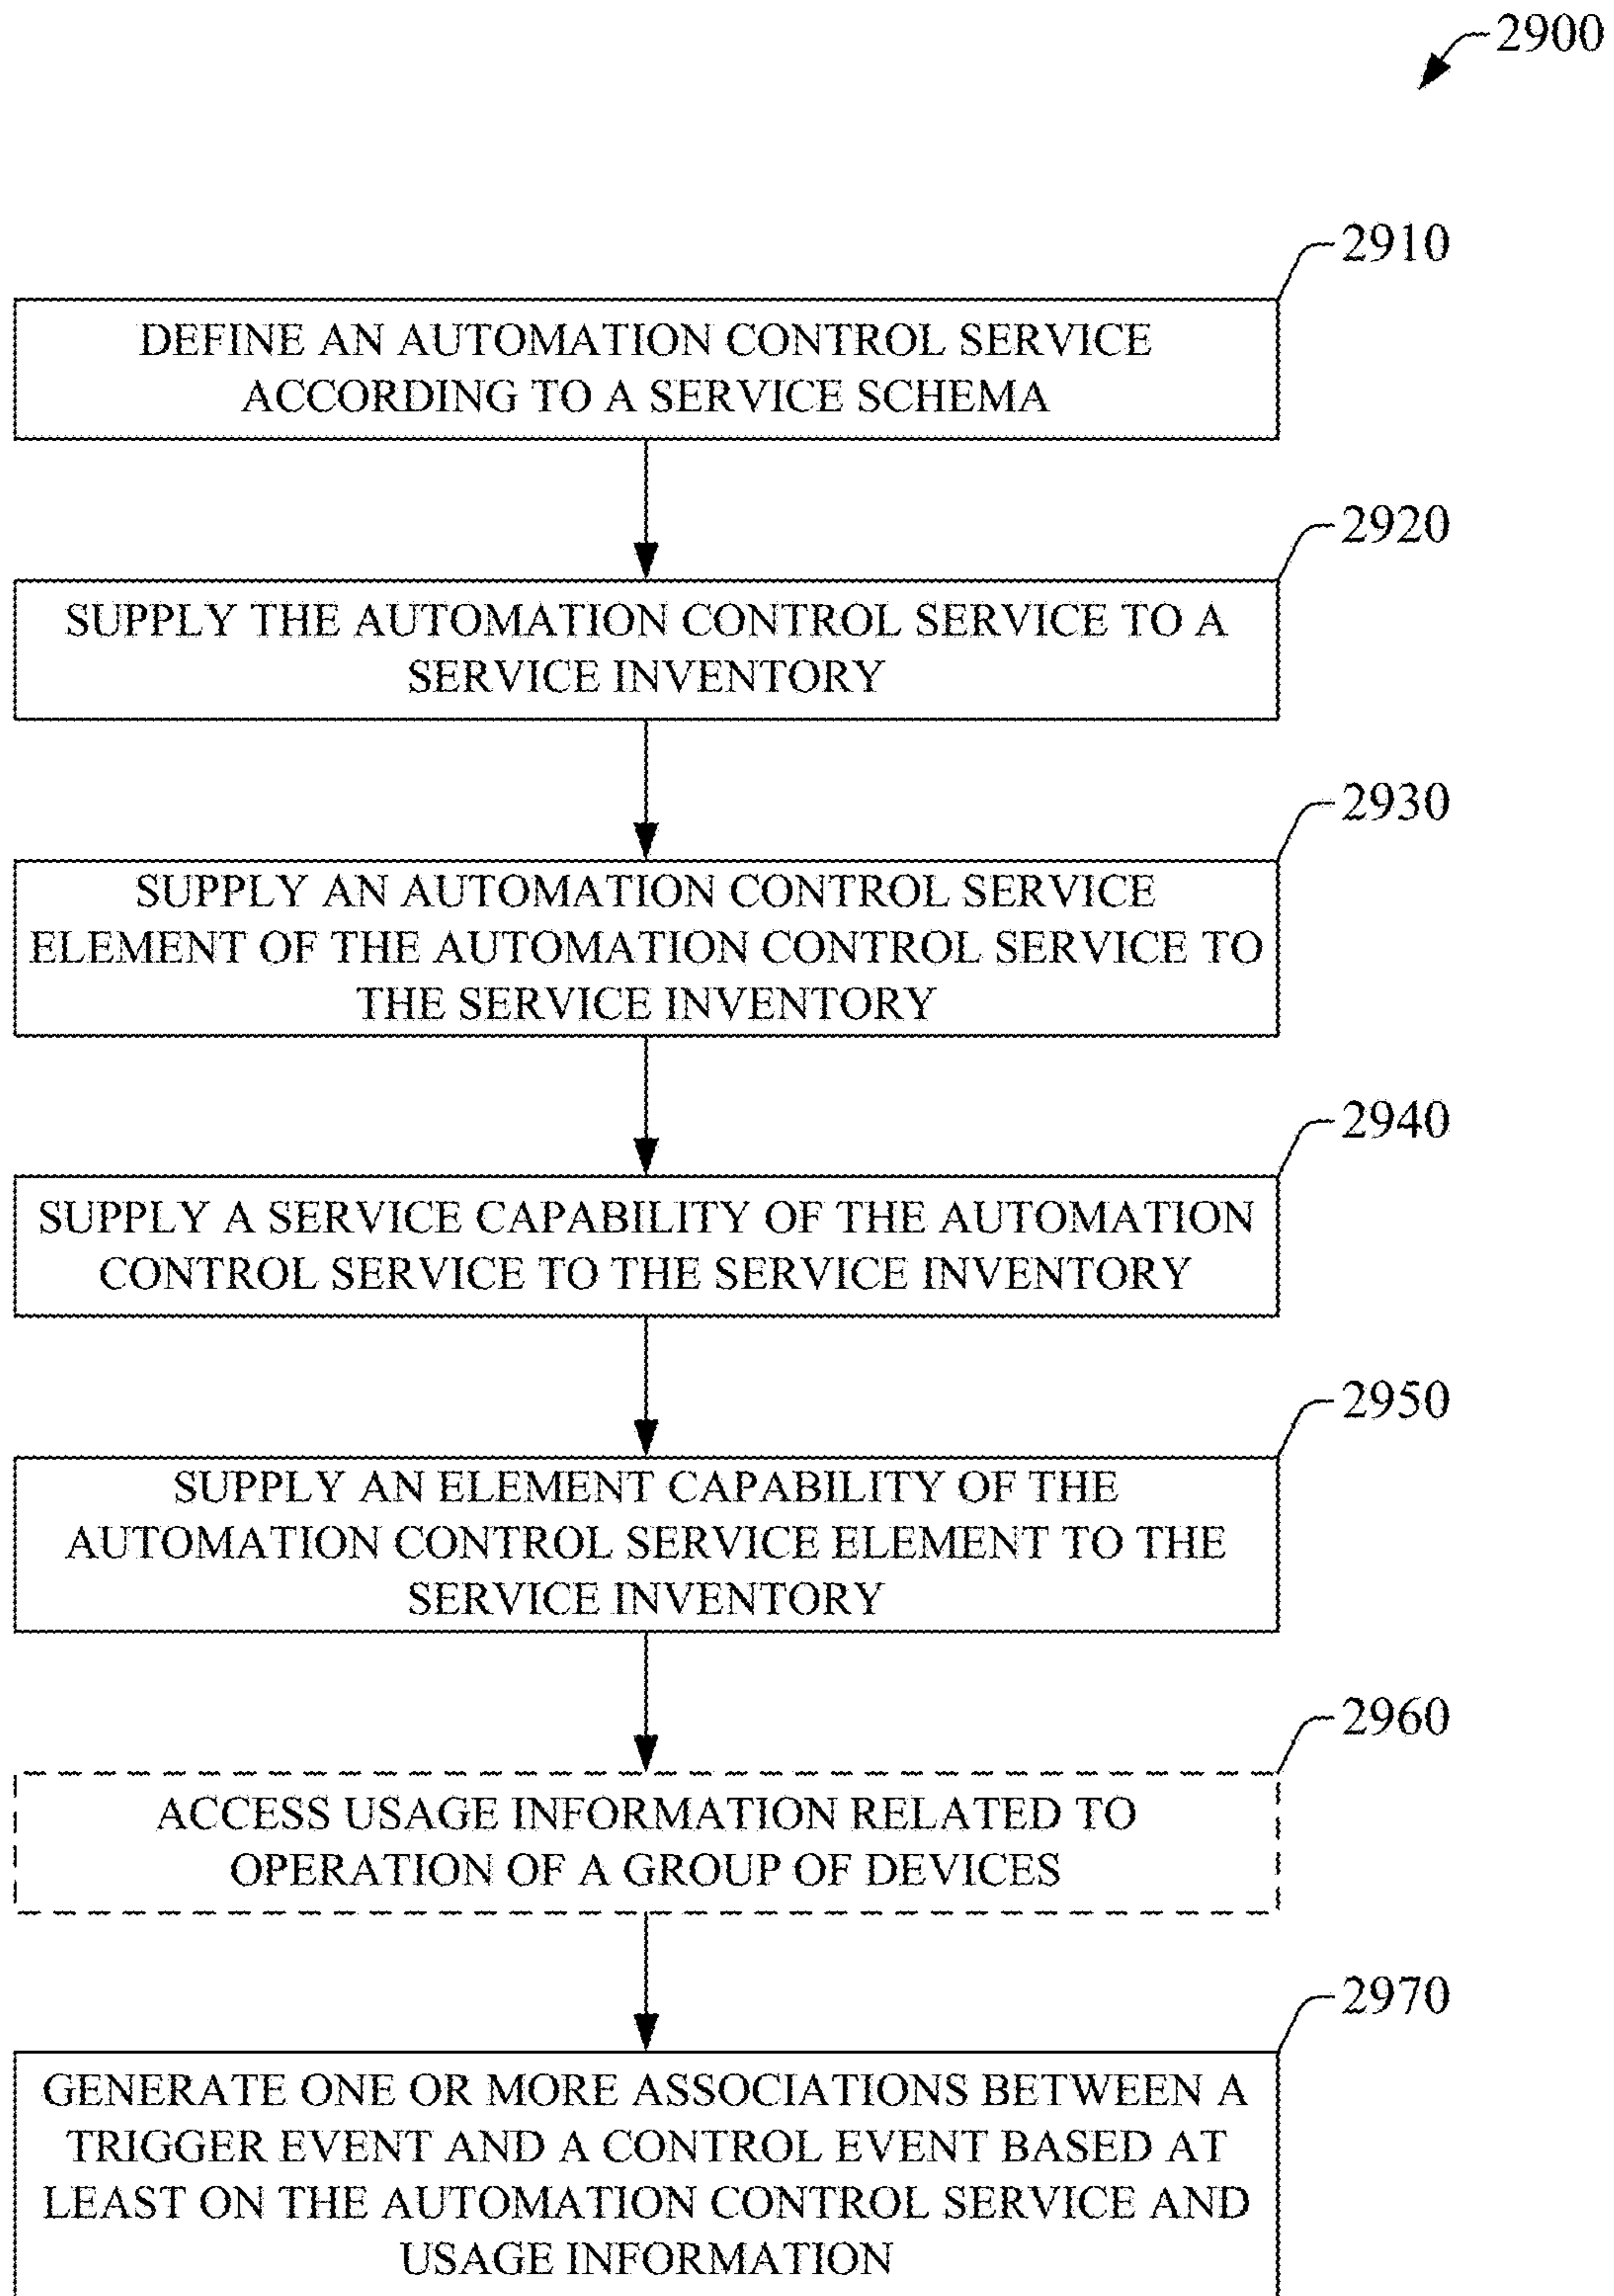 2900
2910
DEFINE AN AUTOMATION CONTROL SERVICE
ACCORDING TO A SERVICE SCHEMA
2920
SUPPLY THE AUTOMATION CONTROL SERVICE TO A
SERVICE INVENTORY
2930
SUPPLY AN AUTOMATION CONTROL SERVICE
ELEMENT OF THE AUTOMATION CONTROL SERVICE TO
THE SERVICE INVENTORY
2940
SUPPLY A SERVICE CAPABILITY OF THE AUTOMATION
CONTROL SERVICE TO THE SERVICE INVENTORY
2950
SUPPLY AN ELEMENT CAPABILITY OF THE
AUTOMATION CONTROL SERVICE ELEMENT TO THE
SERVICE INVENTORY
2960
ACCESS USAGE INFORMATION RELATED TO
OPERATION OF A GROUP OF DEVICES
2970
GENERATE ONE OR MORE ASSOCIATIONS BETWEEN A
TRIGGER EVENT AND A CONTROL EVENT BASED AT
LEAST ON THE AUTOMATION CONTROL SERVICE AND
USAGE INFORMATION